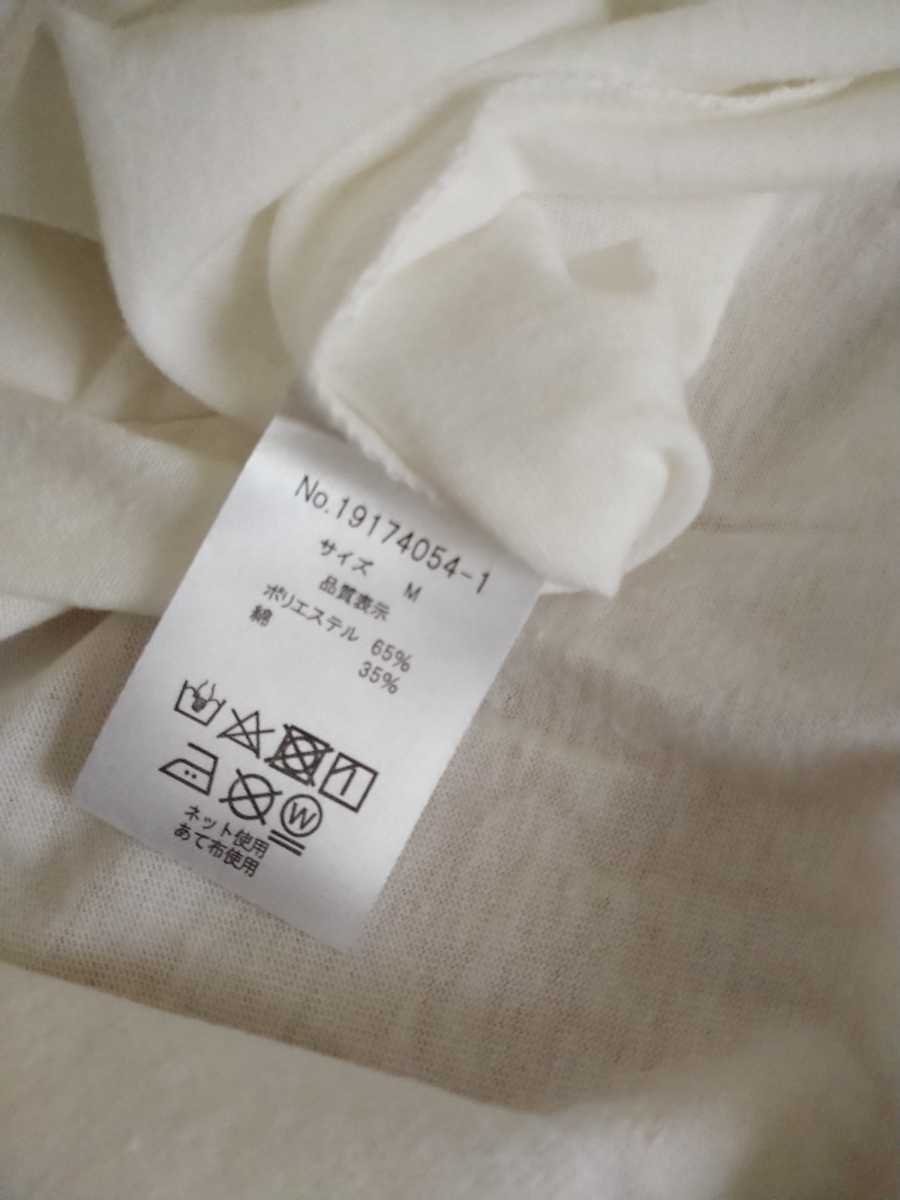 No.19174054-1
サイズ M
品質表示
ポリエステル 65%
綿 35%
W
ネット使用
あて布使用